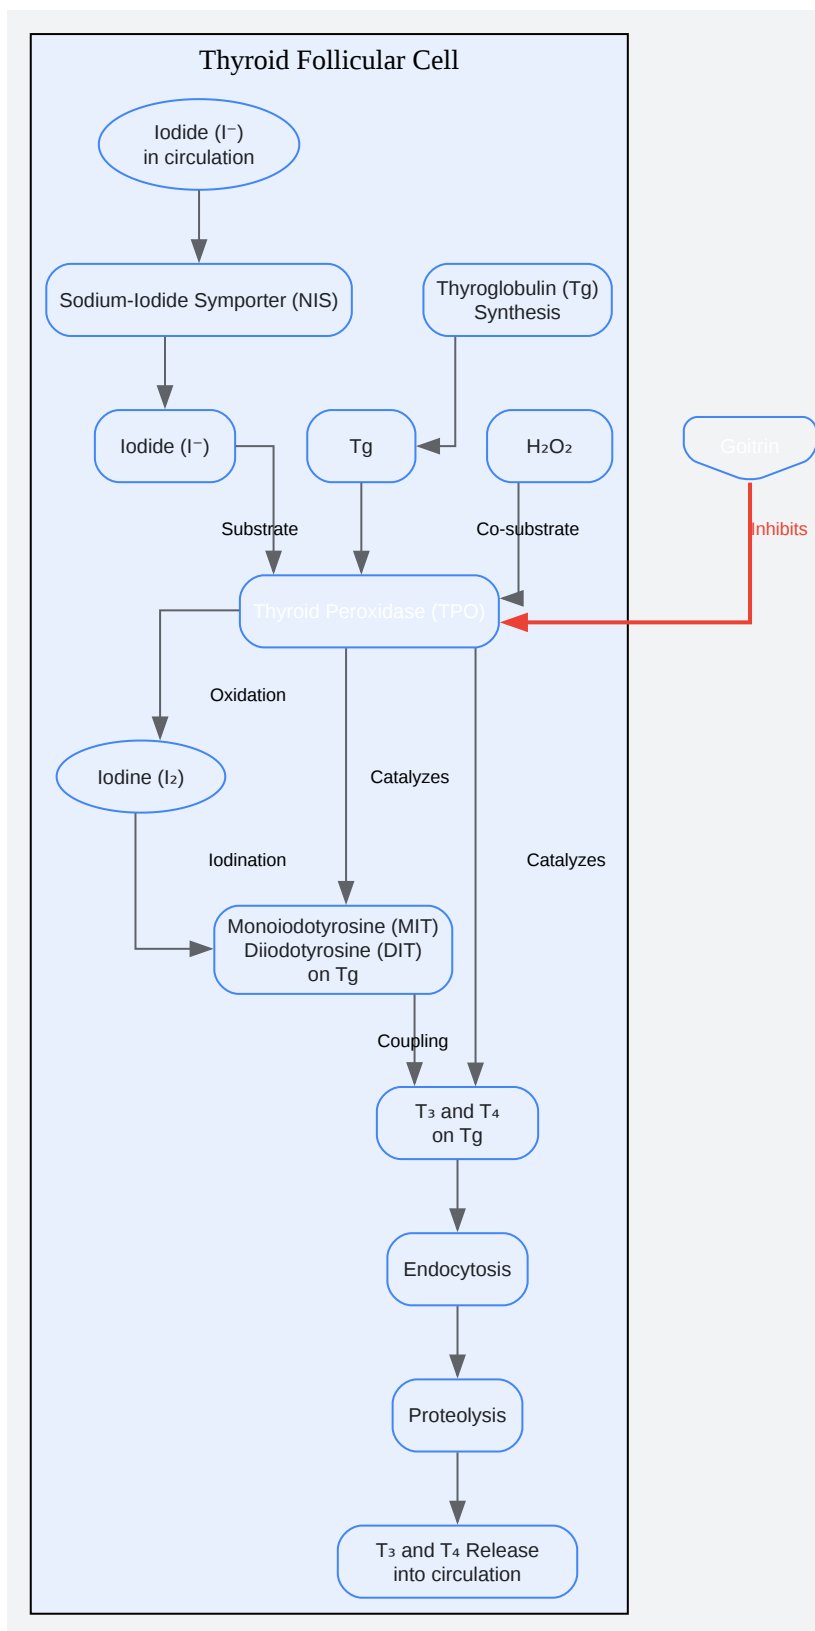 Thyroid Follicular Cell
Iodide (I⁻)
in circulation
Sodium-Iodide Symporter (NIS)
Thyroglobulin (Tg)
Synthesis
Iodide (I⁻)
Tg
H₂O₂
Goitrin
Substrate
Co-substrate
Inhibits
Thyroid Peroxidase (TPO)
Oxidation
Iodine (I₂)
Catalyzes
Iodination
Catalyzes
Monoiodotyrosine (MIT)
Diiodotyrosine (DIT)
on Tg
Coupling
T₃ and T₄
on Tg
Endocytosis
Proteolysis
T₃ and T₄ Release
into circulation